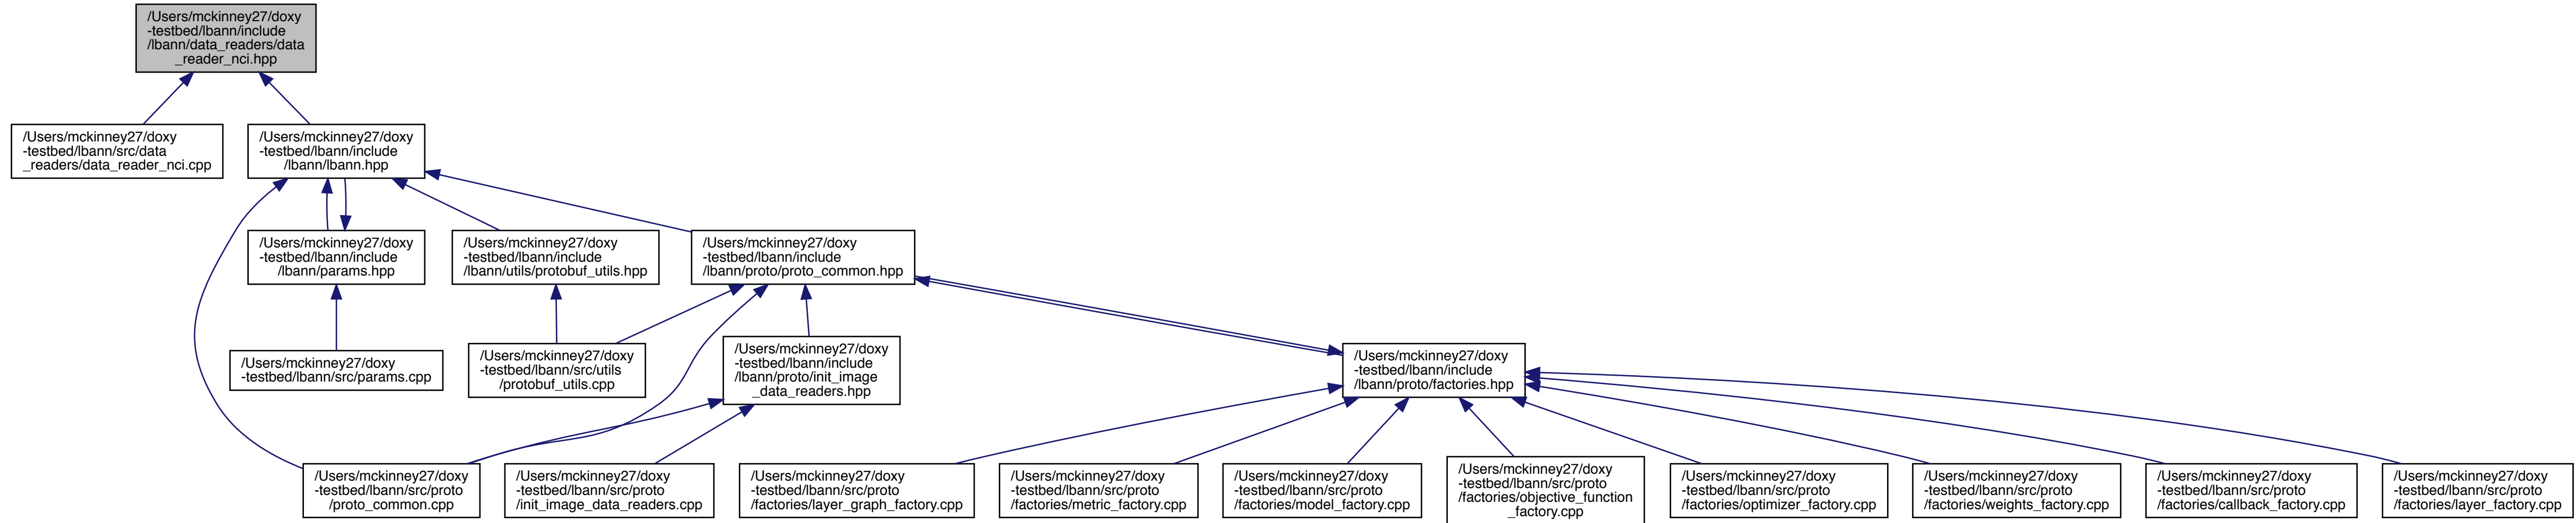 /Users/mckinney27/doxy
-testbed/lbann/include
/lbann/data_readers/data
_reader_nci.hpp
/Users/mckinney27/doxy
-testbed/lbann/src/data
_readers/data_reader_nci.cpp
/Users/mckinney27/doxy
-testbed/lbann/include
/lbann/lbann.hpp
/Users/mckinney27/doxy
-testbed/lbann/include
/lbann/params.hpp
/Users/mckinney27/doxy
-testbed/lbann/include
/lbann/utils/protobuf_utils.hpp
/Users/mckinney27/doxy
-testbed/lbann/include
/lbann/proto/proto_common.hpp
/Users/mckinney27/doxy
-testbed/lbann/src/params.cpp
/Users/mckinney27/doxy
-testbed/lbann/src/utils
/protobuf_utils.cpp
/Users/mckinney27/doxy
-testbed/lbann/include
/lbann/proto/init_image
_data_readers.hpp
/Users/mckinney27/doxy
-testbed/lbann/include
/lbann/proto/factories.hpp
/Users/mckinney27/doxy
-testbed/lbann/src/proto
/proto_common.cpp
/Users/mckinney27/doxy
-testbed/lbann/src/proto
/init_image_data_readers.cpp
/Users/mckinney27/doxy
-testbed/lbann/src/proto
/factories/layer_graph_factory.cpp
/Users/mckinney27/doxy
-testbed/lbann/src/proto
/factories/metric_factory.cpp
/Users/mckinney27/doxy
-testbed/lbann/src/proto
/factories/model_factory.cpp
/Users/mckinney27/doxy
-testbed/lbann/src/proto
/factories/objective_function
_factory.cpp
/Users/mckinney27/doxy
-testbed/lbann/src/proto
/factories/optimizer_factory.cpp
/Users/mckinney27/doxy
-testbed/lbann/src/proto
/factories/weights_factory.cpp
/Users/mckinney27/doxy
-testbed/lbann/src/proto
/factories/callback_factory.cpp
/Users/mckinney27/doxy
-testbed/lbann/src/proto
/factories/layer_factory.cpp